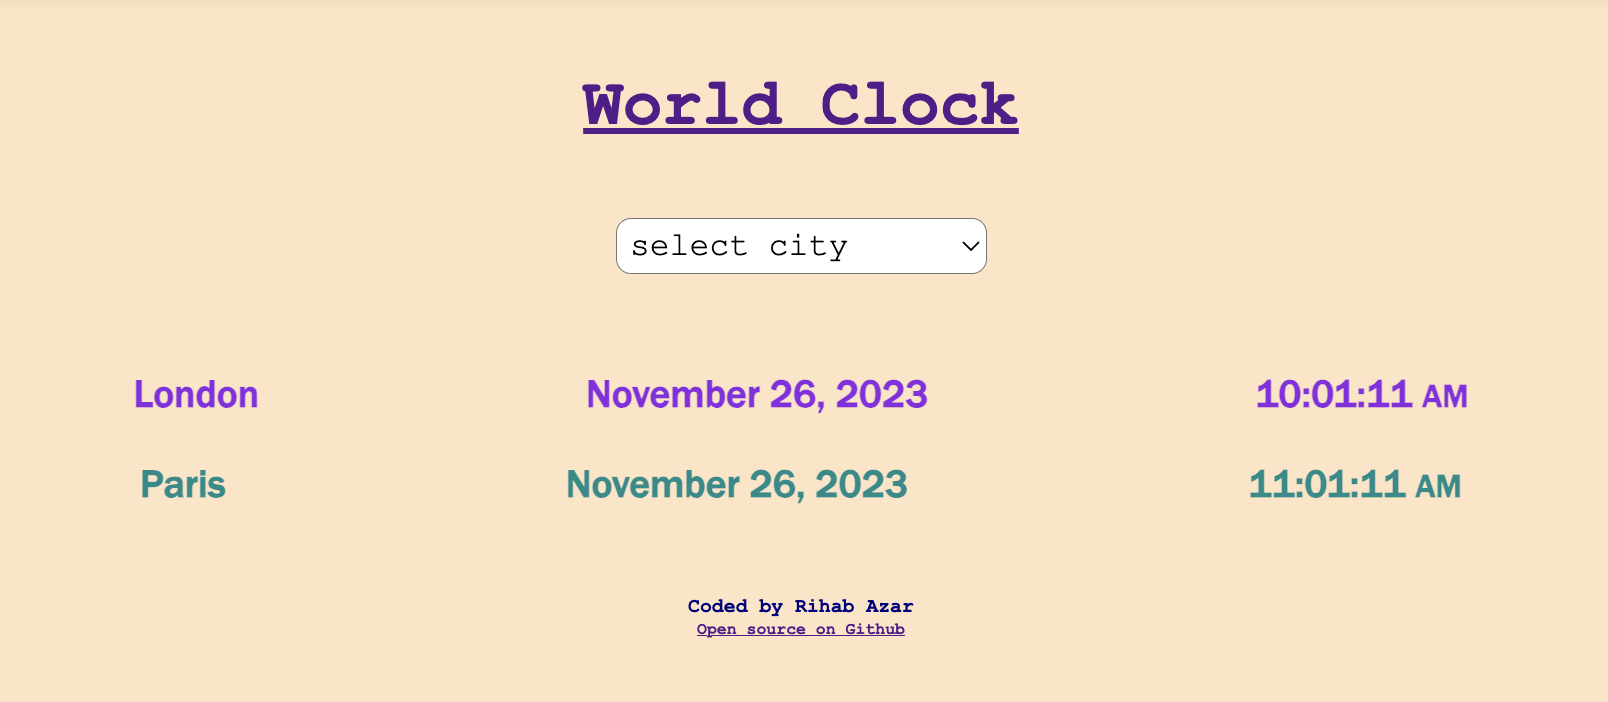 World Clock
select city
London November 26, 2023 10:01:11 AM
Paris November 26, 2023 11:01:11 AM
Coded by Rihab Azar
Open source on Github